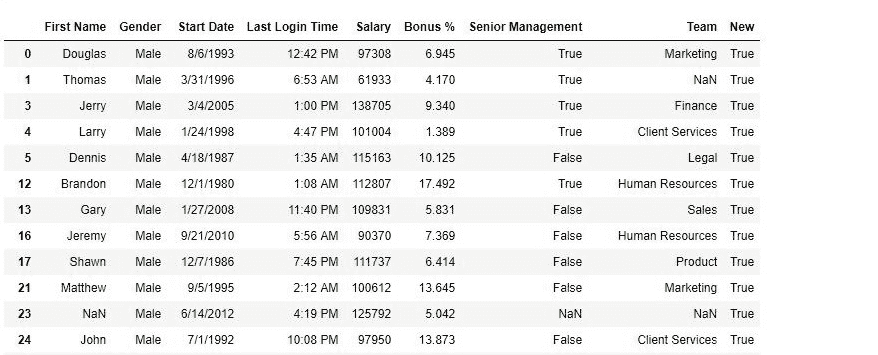 First Name Gender Start Date Last Login Time Salary Bonus % Senior Management Team New
0 Douglas Male 8/6/1993 12:42 PM 97308 6.945 True Marketing True
1 Thomas Male 3/31/1996 6:53 AM 61933 4.170 True NaN True
3 Jerry Male 3/4/2005 1:00 PM 138705 9.340 True Finance True
4 Larry Male 1/24/1998 4:47 PM 101004 1.389 True Client Services True
5 Dennis Male 4/18/1987 1:35 AM 115163 10.125 False Legal True
12 Brandon Male 12/1/1980 1:08 AM 112807 17.492 True Human Resources True
13 Gary Male 1/27/2008 11:40 PM 109831 5.831 False Sales True
16 Jeremy Male 9/21/2010 5:56 AM 90370 7.369 False Human Resources True
17 Shawn Male 12/7/1986 7:45 PM 111737 6.414 False Product True
21 Matthew Male 9/5/1995 2:12 AM 100612 13.645 False Marketing True
23 NaN Male 6/14/2012 4:19 PM 125792 5.042 NaN NaN True
24 John Male 7/1/1992 10:08 PM 97950 13.873 False Client Services True